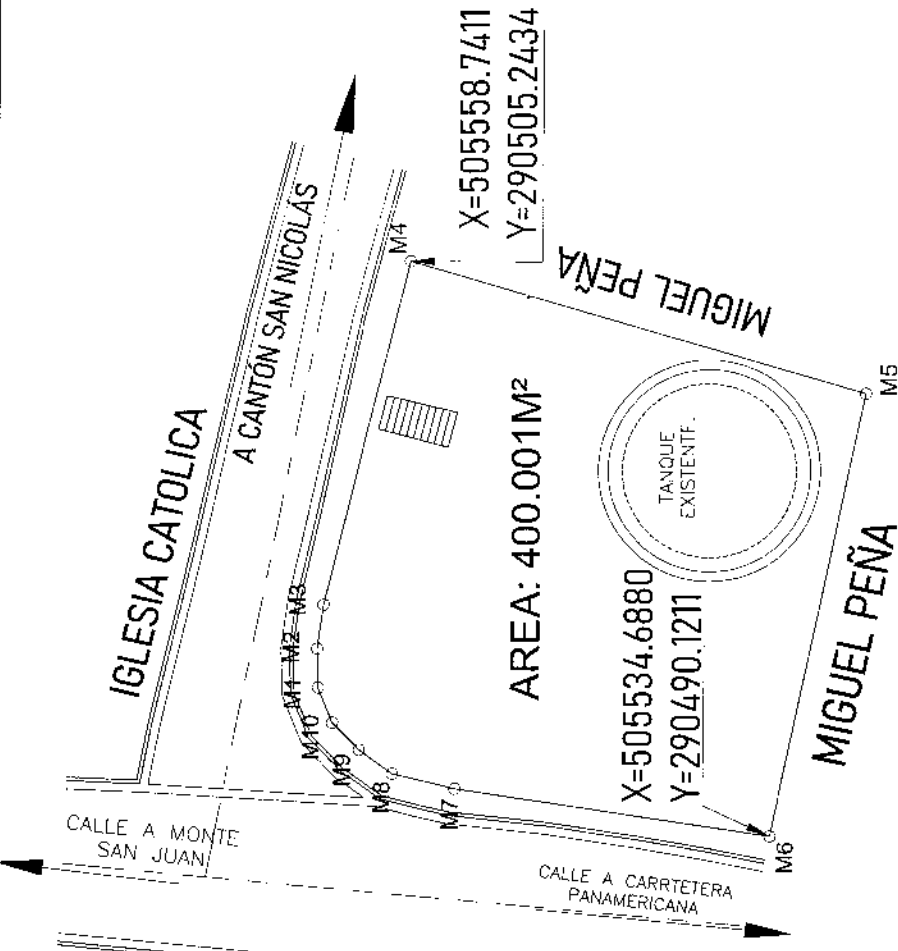 X=505558.7411
Y=290505.2434
A CANTÓN SAN NICOLÁS
IGLESIA CATOLICA
M4
MIGUEL PEÑA
M5
TANQUE
EXISTENTE
AREA: 400.001M²
M3
M2
M1
M10
M9
M8
M7
X=505534.6880
Y=290490.1211
MIGUEL PEÑA
M6
CALLE A MONTE
SAN JUAN
CALLE A CARRTETERA
PANAMERICANA